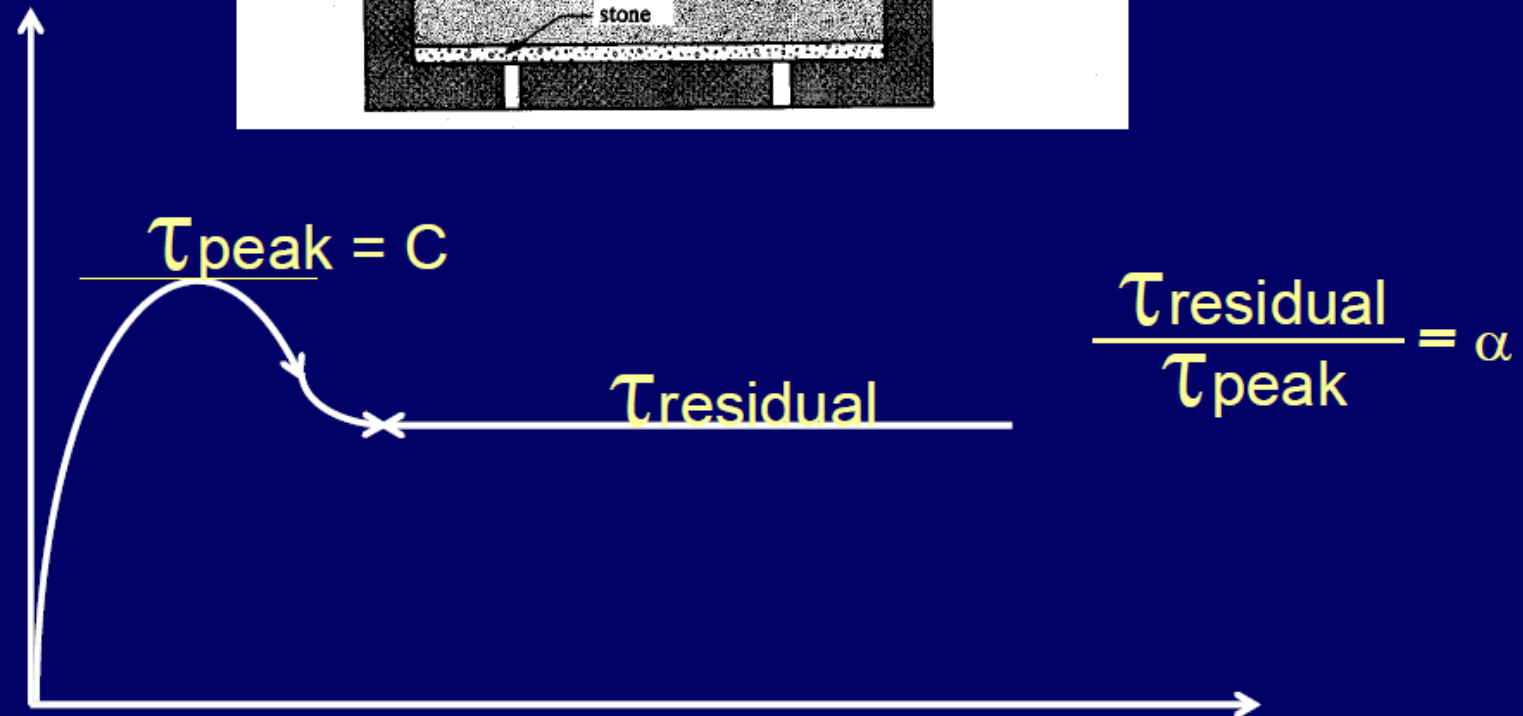 stone
τpeak = C
τresidual
τresidual
τpeak
= α